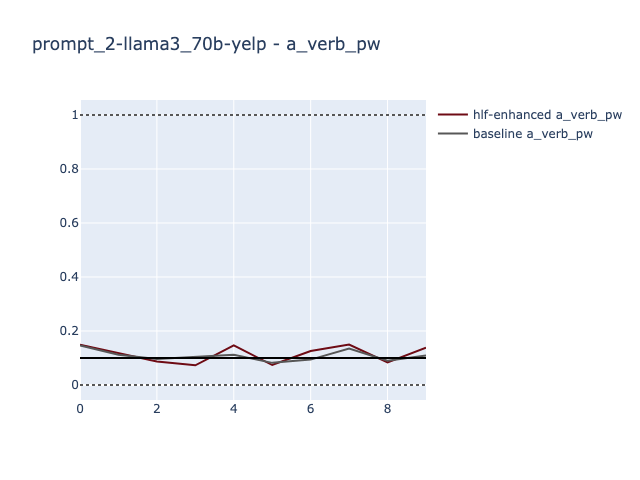 prompt_2-llama3_70b-yelp - a_verb_pw
hlf-enhanced a_verb_pw
baseline a_verb_pw
1
0.8
0.6
0.4
0.2
0
0 2 4 6 8